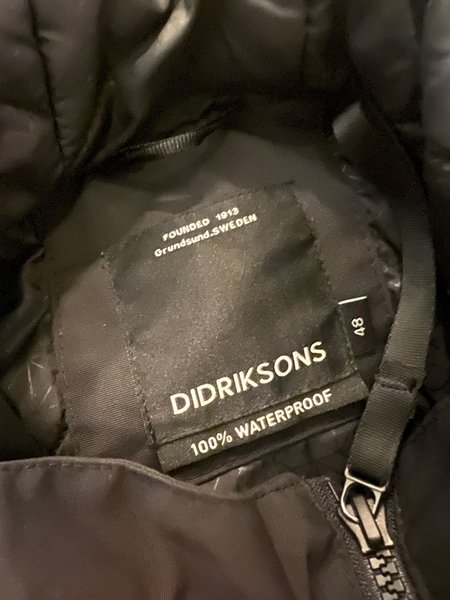 FOUNDED 1913
Grundsund.SWEDEN
48
DIDRIKSONS
100% WATERPROOF